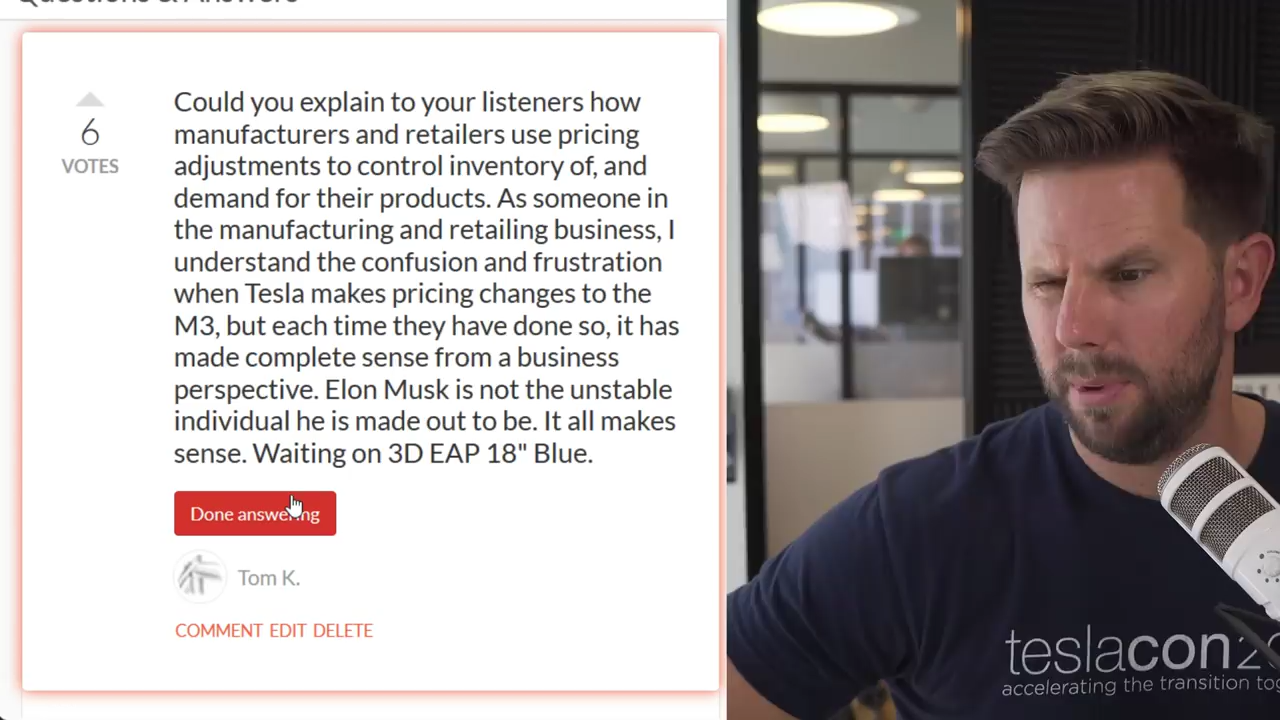 Questions & Answers
6
VOTES
Could you explain to your listeners how
manufacturers and retailers use pricing
adjustments to control inventory of, and
demand for their products. As someone in
the manufacturing and retailing business, I
understand the confusion and frustration
when Tesla makes pricing changes to the
M3, but each time they have done so, it has
made complete sense from a business
perspective. Elon Musk is not the unstable
individual he is made out to be. It all makes
sense. Waiting on 3D EAP 18" Blue.
Done answering
Tom K.
COMMENT EDIT DELETE
teslacon
accelerating the transition